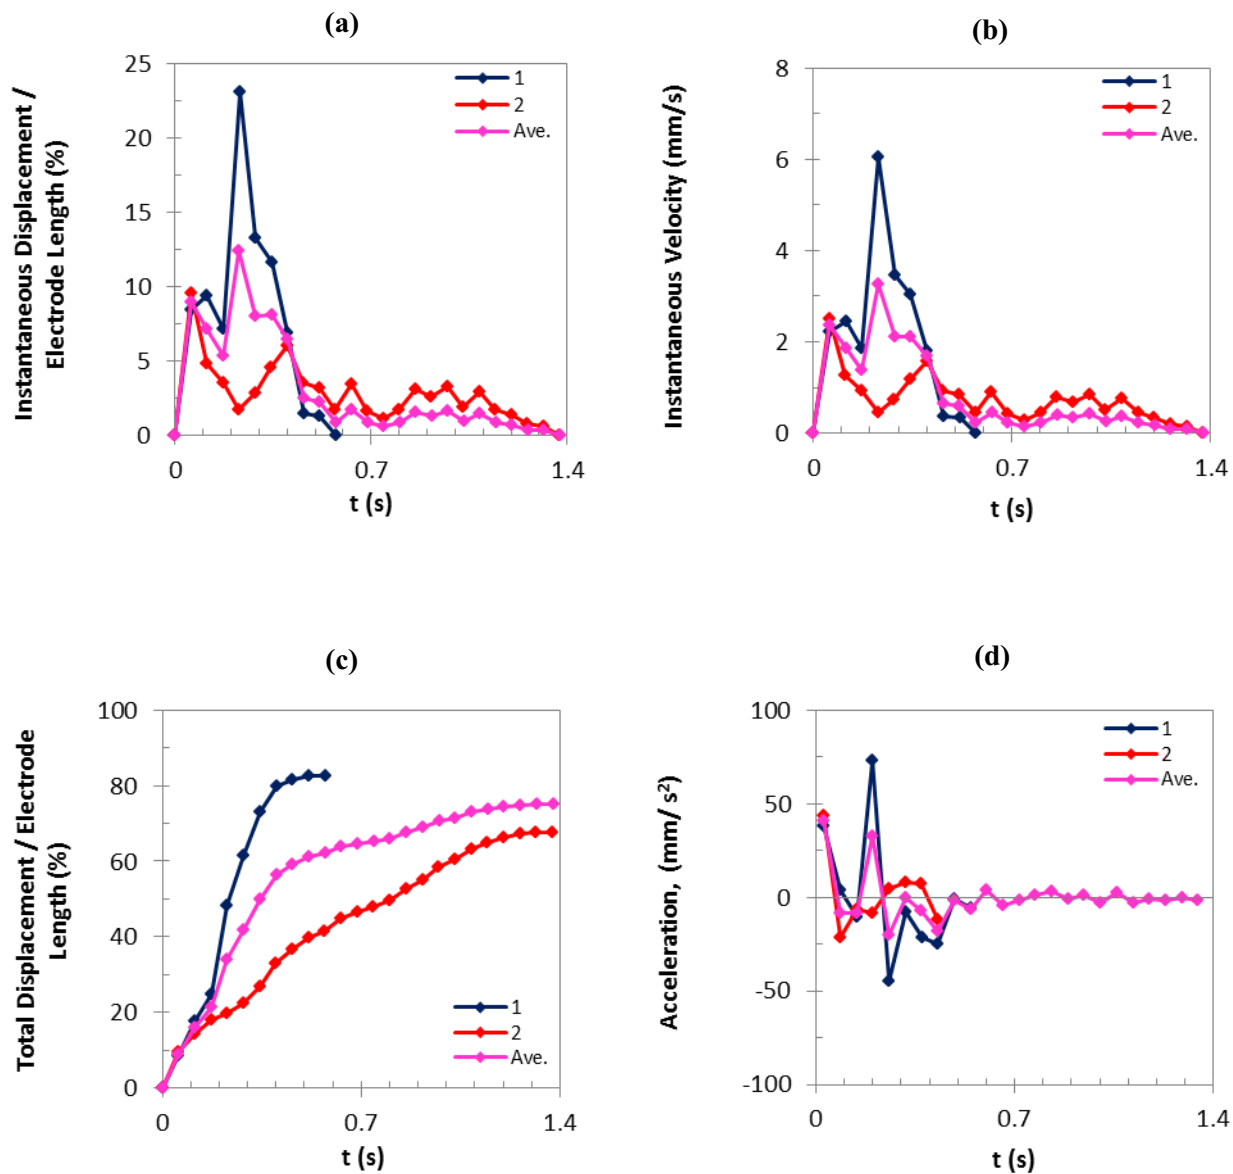 (a)
Instantaneous Displacement /
Electrode Length (%)
25
20
15
10
5
0
0
0.7
1.4
t (s)
1
2
Ave.
(b)
Instantaneous Velocity (mm/s)
8
6
4
2
0
0
0.7
1.4
t (s)
1
2
Ave.
(c)
Total Displacement / Electrode
Length (%)
100
80
60
40
20
0
0
0.7
1.4
t (s)
1
2
Ave.
(d)
Acceleration, (mm/ s²)
100
50
0
-50
-100
0
0.7
1.4
t (s)
1
2
Ave.